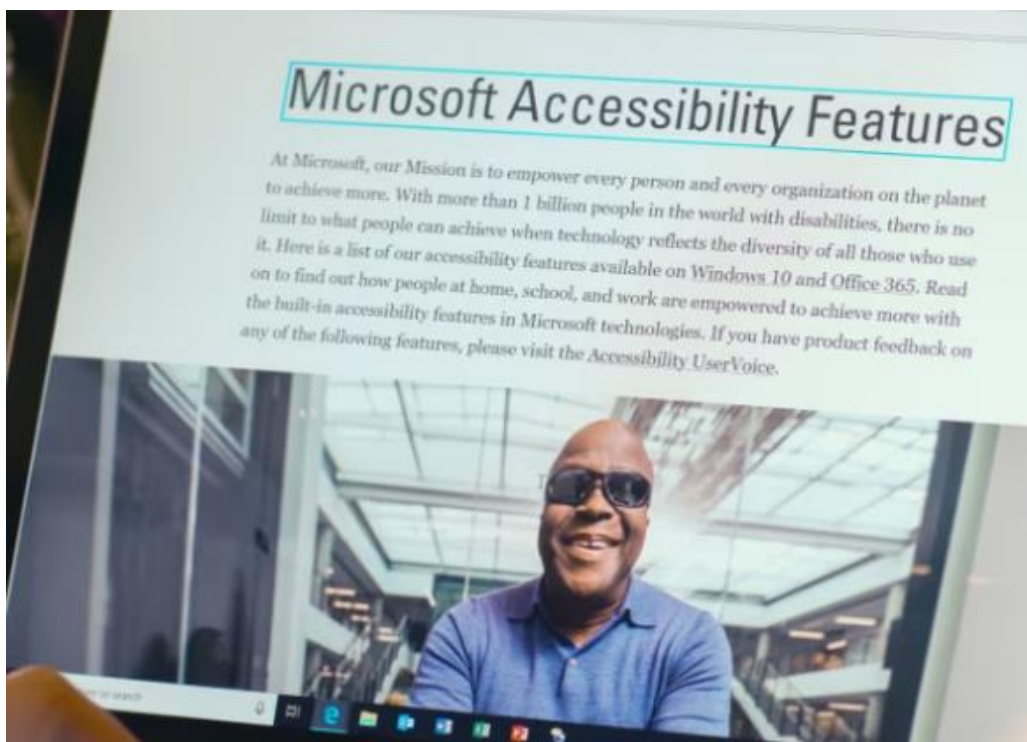 Microsoft Accessibility Features
At Microsoft, our Mission is to empower every person and every organization on the planet
to achieve more. With more than 1 billion people in the world with disabilities, there is no
limit to what people can achieve when technology reflects the diversity of all those who use
it. Here is a list of our accessibility features available on Windows 10 and Office 365. Read
on to find out how people at home, school, and work are empowered to achieve more with
the built-in accessibility features in Microsoft technologies. If you have product feedback on
any of the following features, please visit the Accessibility UserVoice.
to search